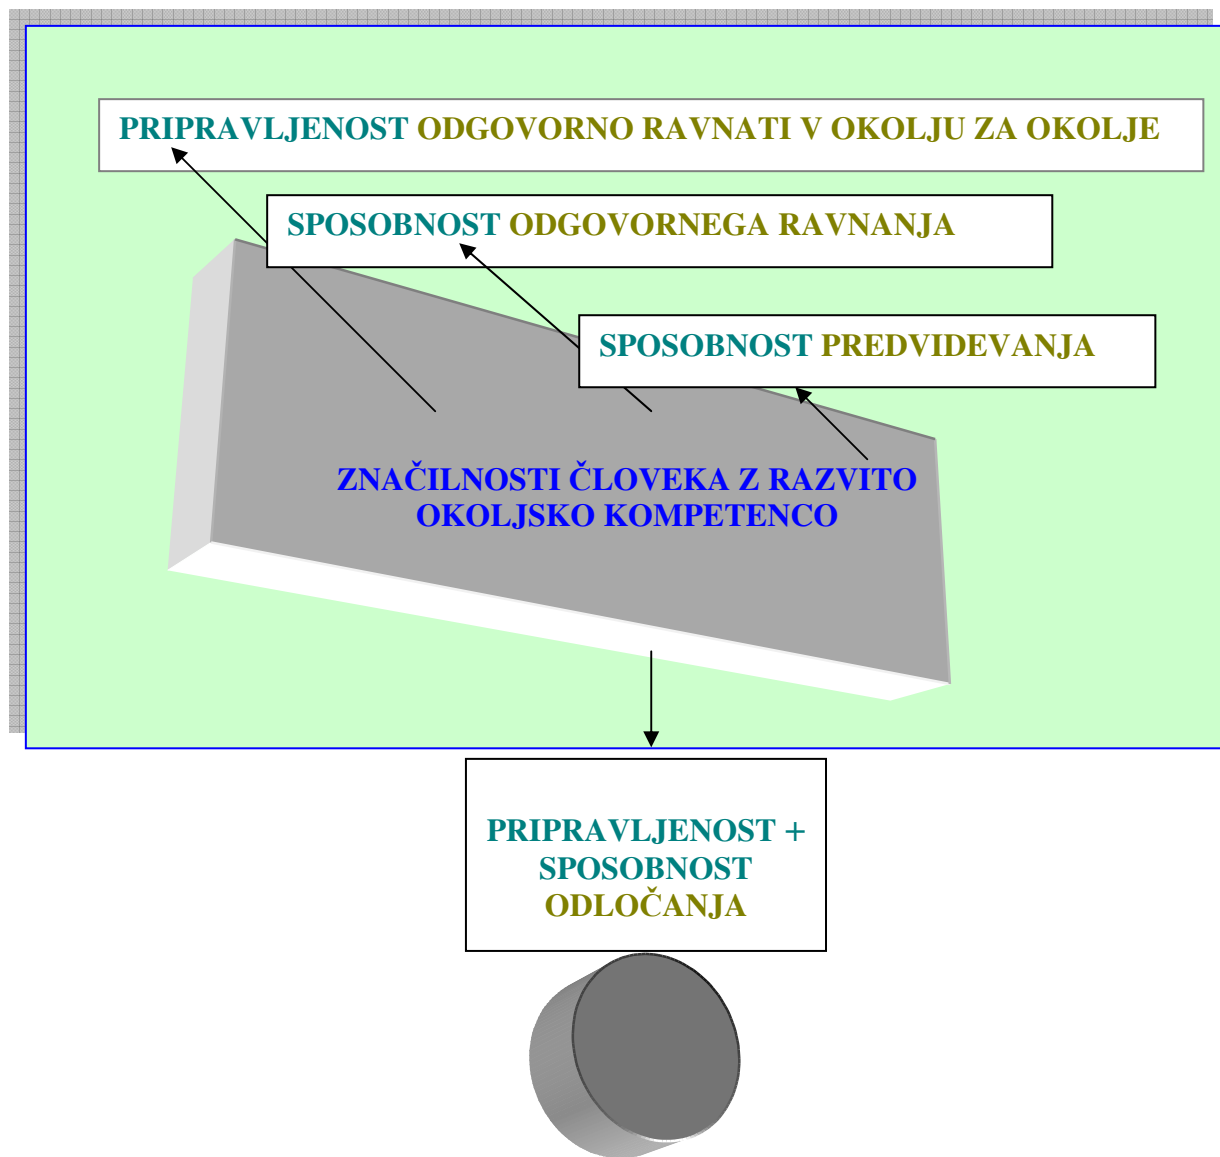 PRIPRAVLJENOST ODGOVORNO RAVNATI V OKOLJU ZA OKOLJE
SPOSOBNOST ODGOVORNEGA RAVNANJA
SPOSOBNOST PREDVIDEVANJA
ZNAČILNOSTI ČLOVEKA Z RAZVITO
OKOLJSKO KOMPETENCO
PRIPRAVLJENOST +
SPOSOBNOST
ODLOČANJA